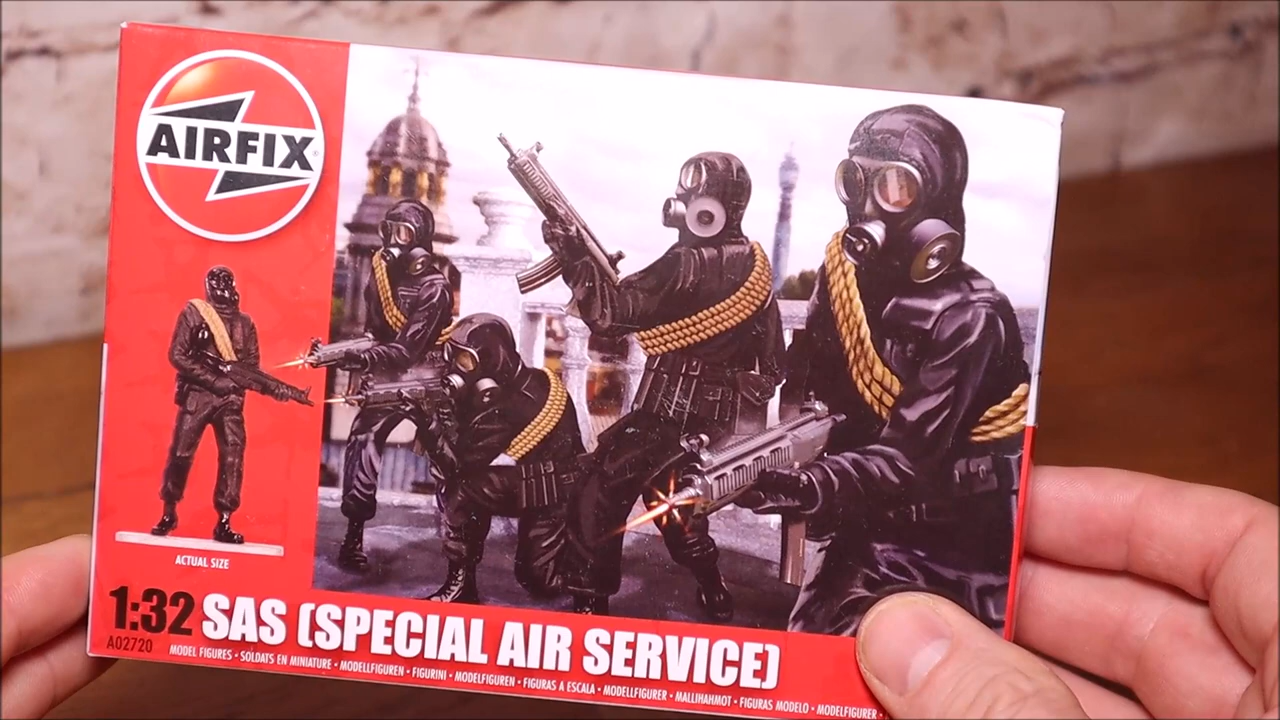 AIRFIX
ACTUAL SIZE
1:32 SAS (SPECIAL AIR SERVICE)
A02720
MODEL FIGURES • SOLDATS EN MINIATURE • MODELLFIGUREN • FIGURINI • MODELFIGUREN • FIGURAS A ESCALA • MODELLFIGURER • MALLIHAHMOT • FIGURAS MODELO • MODELFIGURER •